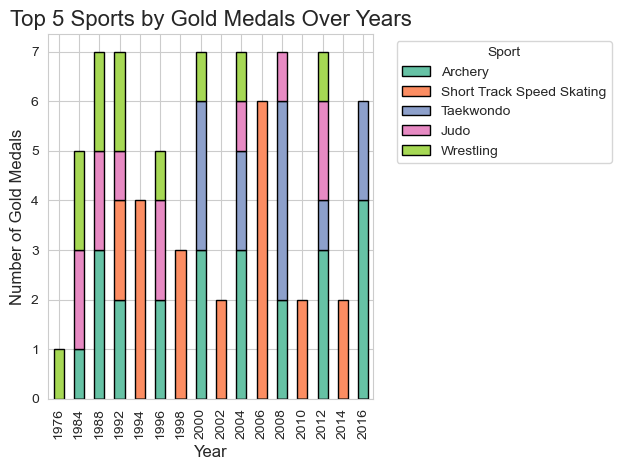 Top 5 Sports by Gold Medals Over Years
Number of Gold Medals
7
6
5
4
3
2
1
0
1976
1984
1988
1992
1994
1996
1998
2000
2002
2004
2006
2008
2010
2012
2014
2016
Year
Sport
Archery
Short Track Speed Skating
Taekwondo
Judo
Wrestling